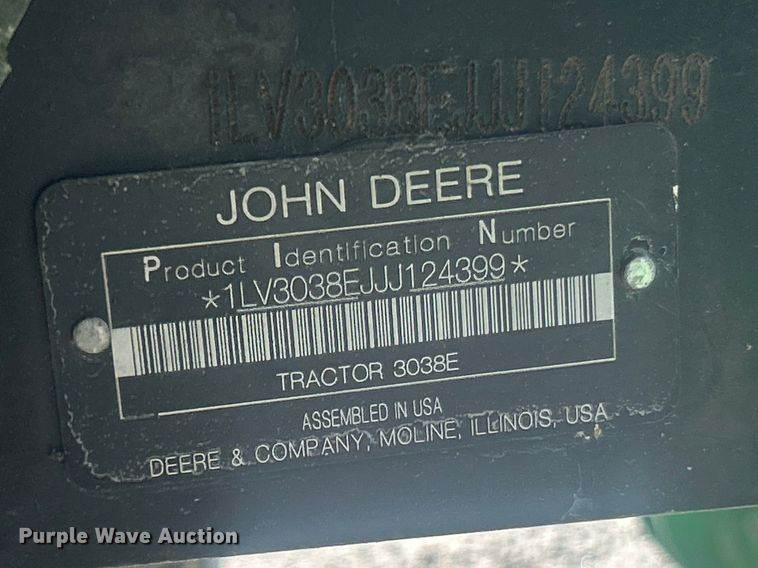 1LV3038EJJJ124399
JOHN DEERE
Product Identification Number
*1LV3038EJJJ124399*
TRACTOR 3038E
ASSEMBLED IN USA
DEERE & COMPANY, MOLINE, ILLINOIS, USA
Purple Wave Auction